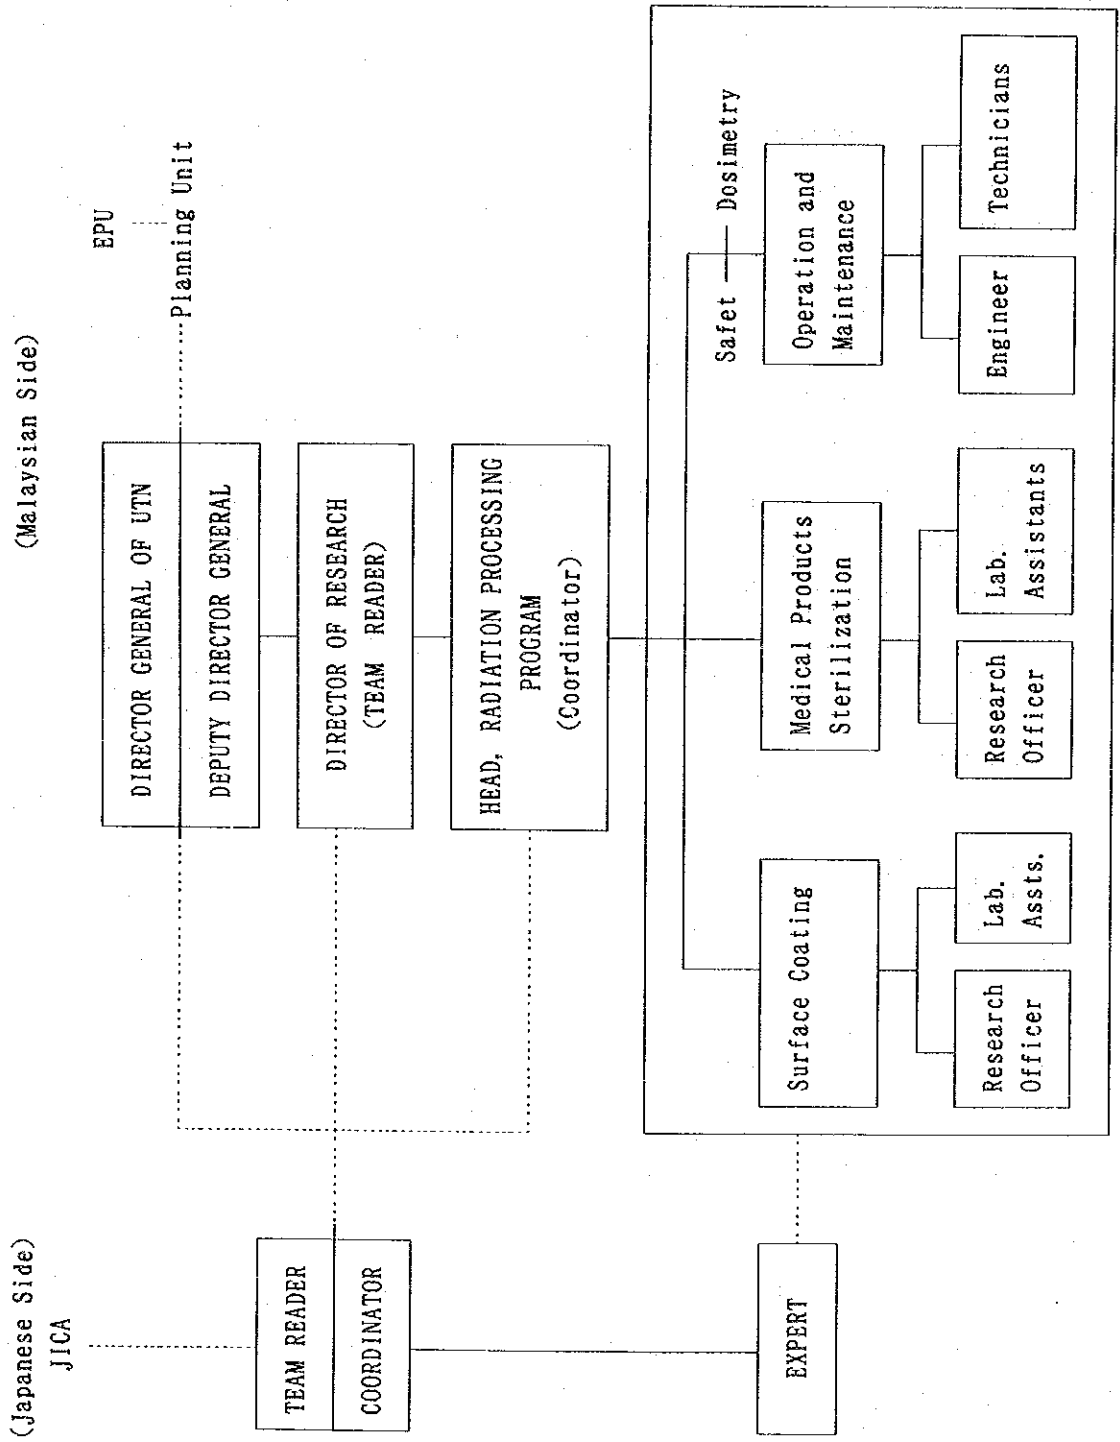 (Japanese Side)
JICA
TEAM READER
COORDINATOR
EXPERT
(Malaysian Side)
EPU
Planning Unit
DIRECTOR GENERAL OF UTN
DEPUTY DIRECTOR GENERAL
DIRECTOR OF RESEARCH
(TEAM READER)
HEAD, RADIATION PROCESSING
PROGRAM
(Coordinator)
Surface Coating
Research
Officer
Lab.
Assts.
Medical Products
Sterilization
Research
Officer
Lab.
Assistants
Safet — Dosimetry
Operation and
Maintenance
Engineer
Technicians